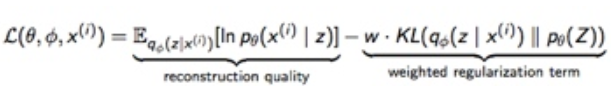 ℒ(θ, ϕ, x⁽ⁱ⁾) = 𝔼_{q_ϕ(z|x⁽ⁱ⁾)}[ln p_θ(x⁽ⁱ⁾ | z)] − w · KL(q_ϕ(z | x⁽ⁱ⁾) ‖ p_θ(Z))
reconstruction quality weighted regularization term